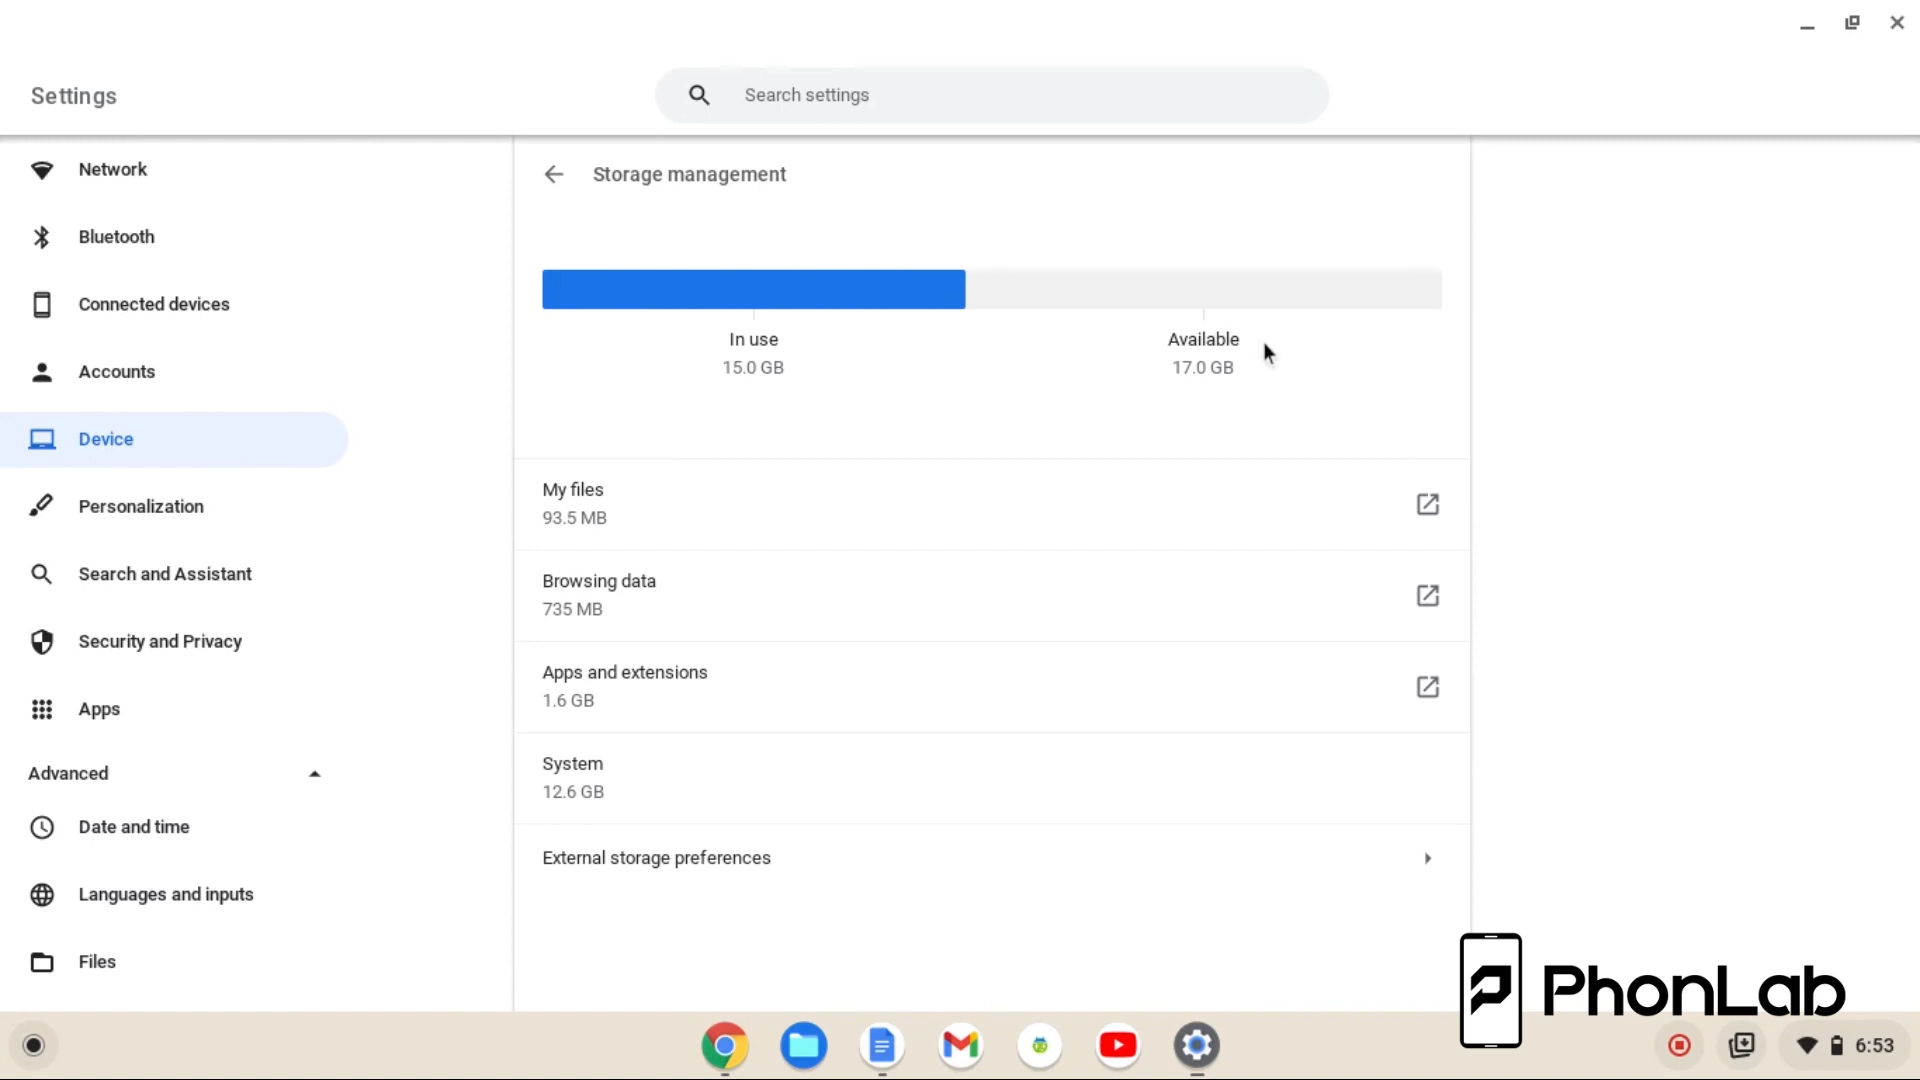 Settings
Search settings
Network
Bluetooth
Connected devices
Accounts
Device
Personalization
Search and Assistant
Security and Privacy
Apps
Advanced
Date and time
Languages and inputs
Files
Storage management
In use
15.0 GB
Available
17.0 GB
My files
93.5 MB
Browsing data
735 MB
Apps and extensions
1.6 GB
System
12.6 GB
External storage preferences
PhonLab
6:53